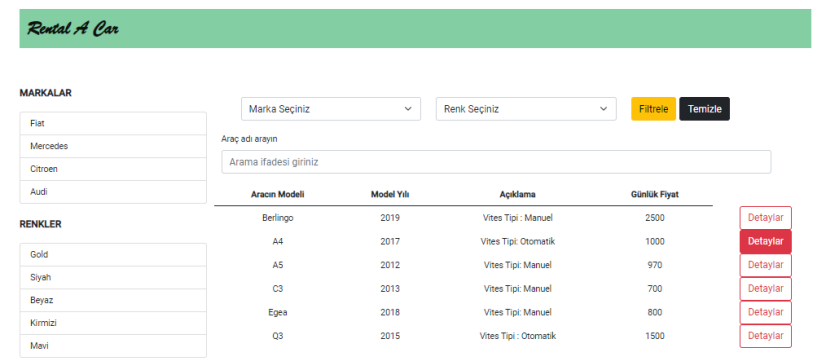 Rental A Car
MARKALAR
Fiat
Mercedes
Citroen
Audi
RENKLER
Gold
Siyah
Beyaz
Kirmizi
Mavi
Marka Seçiniz Renk Seçiniz Filtrele Temizle
Araç adı arayın
Arama ifadesi giriniz
Aracın Modeli Model Yılı Açıklama Günlük Fiyat
Berlingo 2019 Vites Tipi : Manuel 2500 Detaylar
A4 2017 Vites Tipi: Otomatik 1000 Detaylar
A5 2012 Vites Tipi: Manuel 970 Detaylar
C3 2013 Vites Tipi: Manuel 700 Detaylar
Egea 2018 Vites Tipi: Manuel 800 Detaylar
Q3 2015 Vites Tipi : Otomatik 1500 Detaylar